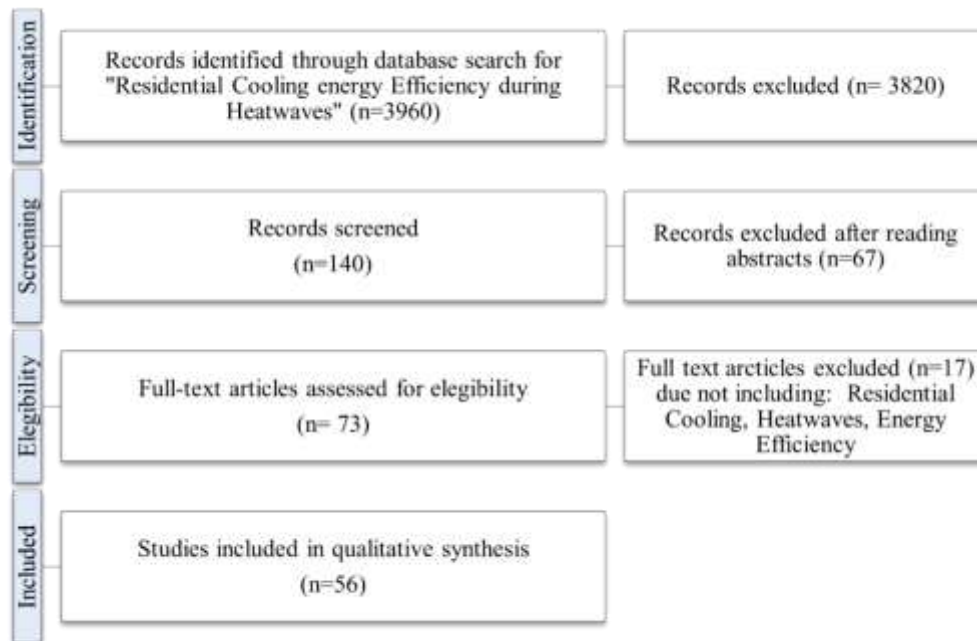 Identification
Records identified through database search for
"Residential Cooling energy Efficiency during
Heatwaves" (n=3960)
Records excluded (n= 3820)
Screening
Records screened
(n=140)
Records excluded after reading
abstracts (n=67)
Elegibility
Full-text articles assessed for elegibility
(n= 73)
Full text arcticles excluded (n=17)
due not including: Residential
Cooling, Heatwaves, Energy
Efficiency
Included
Studies included in qualitative synthesis
(n=56)